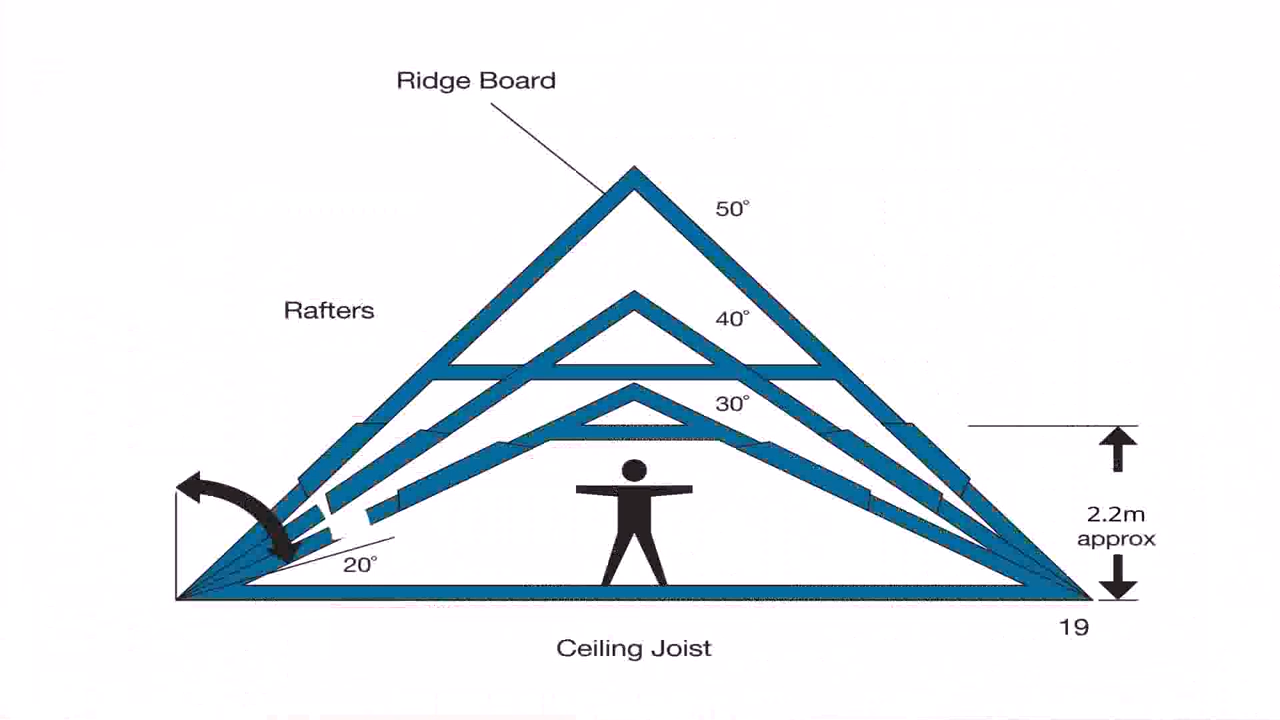 Ridge Board
50°
Rafters
40°
30°
2.2m
approx
20°
19
Ceiling Joist